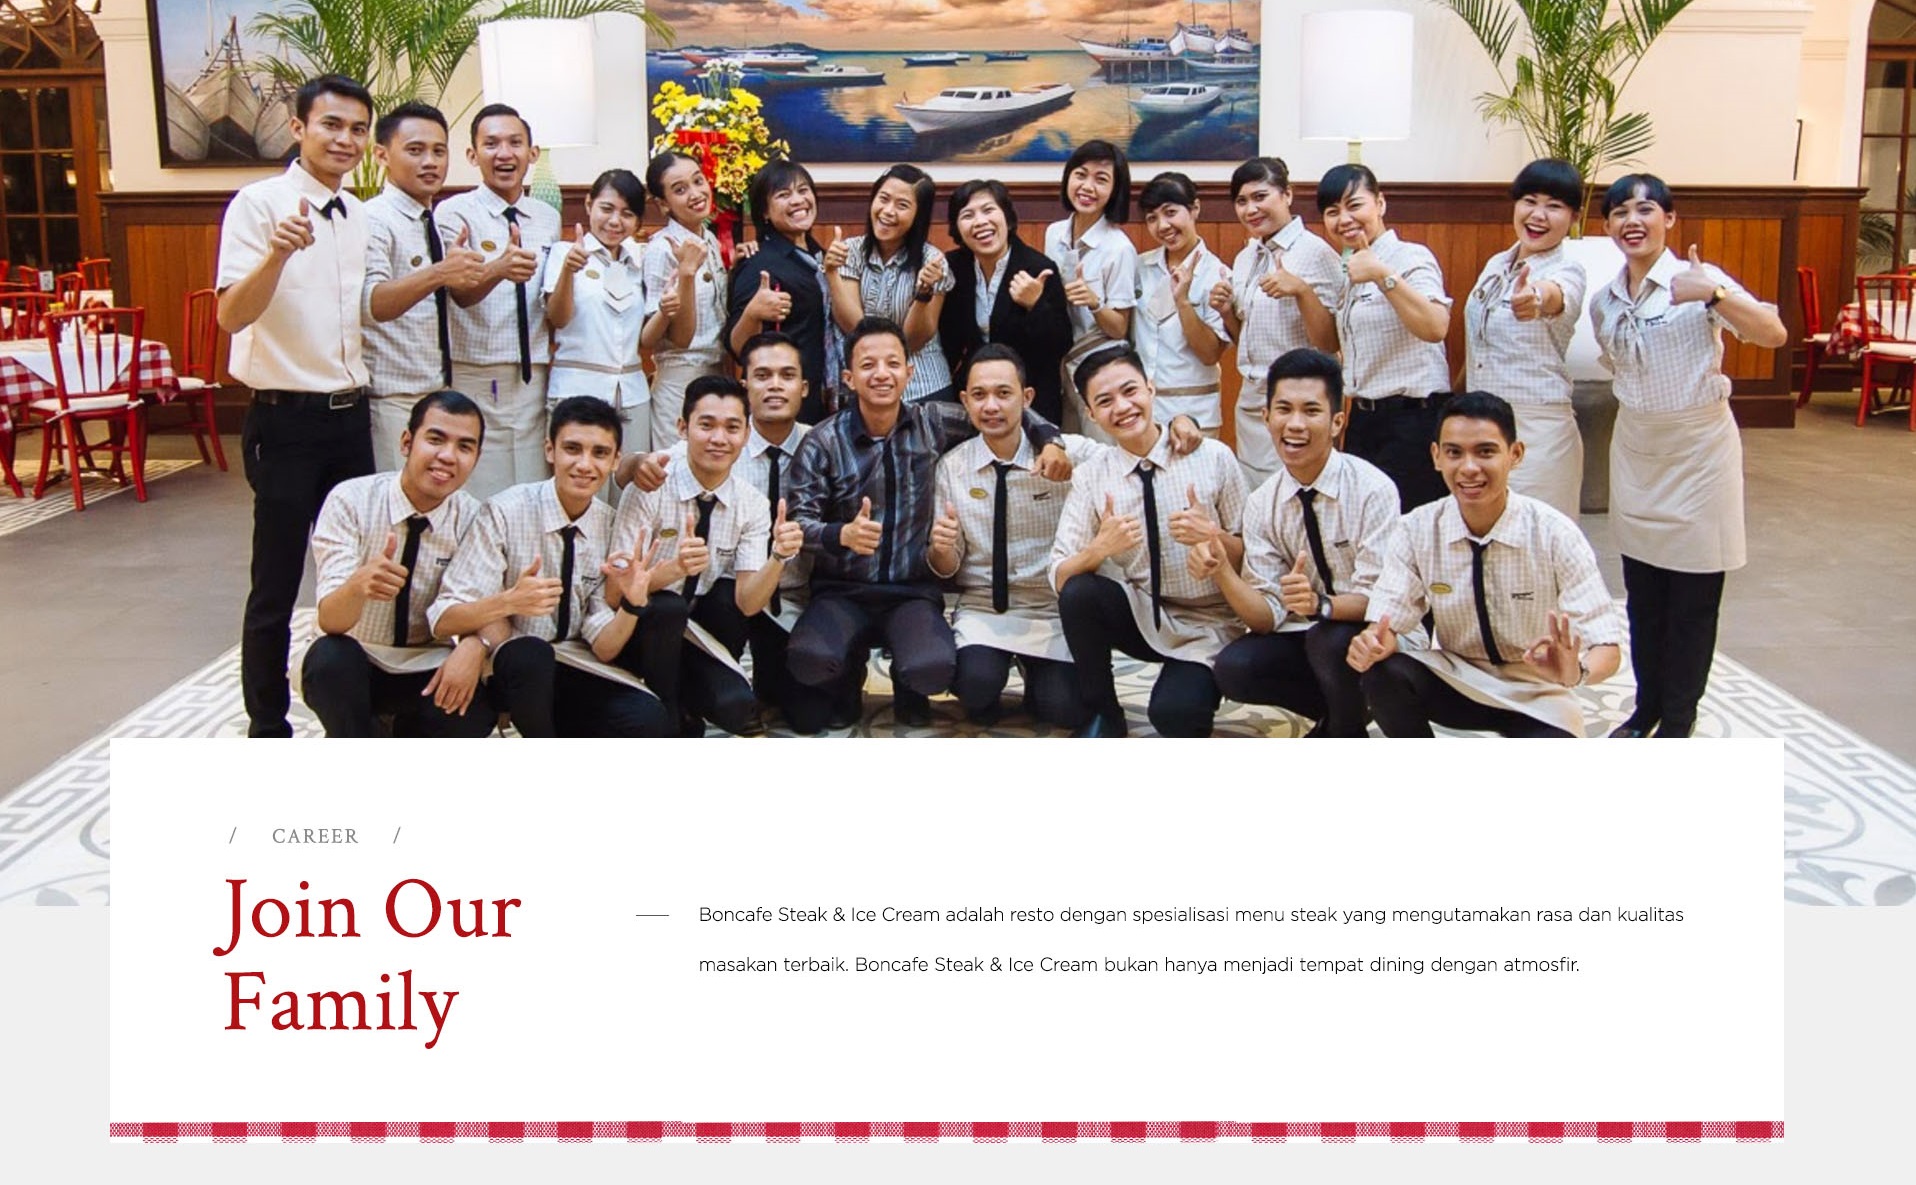 / CAREER /
Join Our
Family
Boncafe Steak & Ice Cream adalah resto dengan spesialisasi menu steak yang mengutamakan rasa dan kualitas
masakan terbaik. Boncafe Steak & Ice Cream bukan hanya menjadi tempat dining dengan atmosfir.